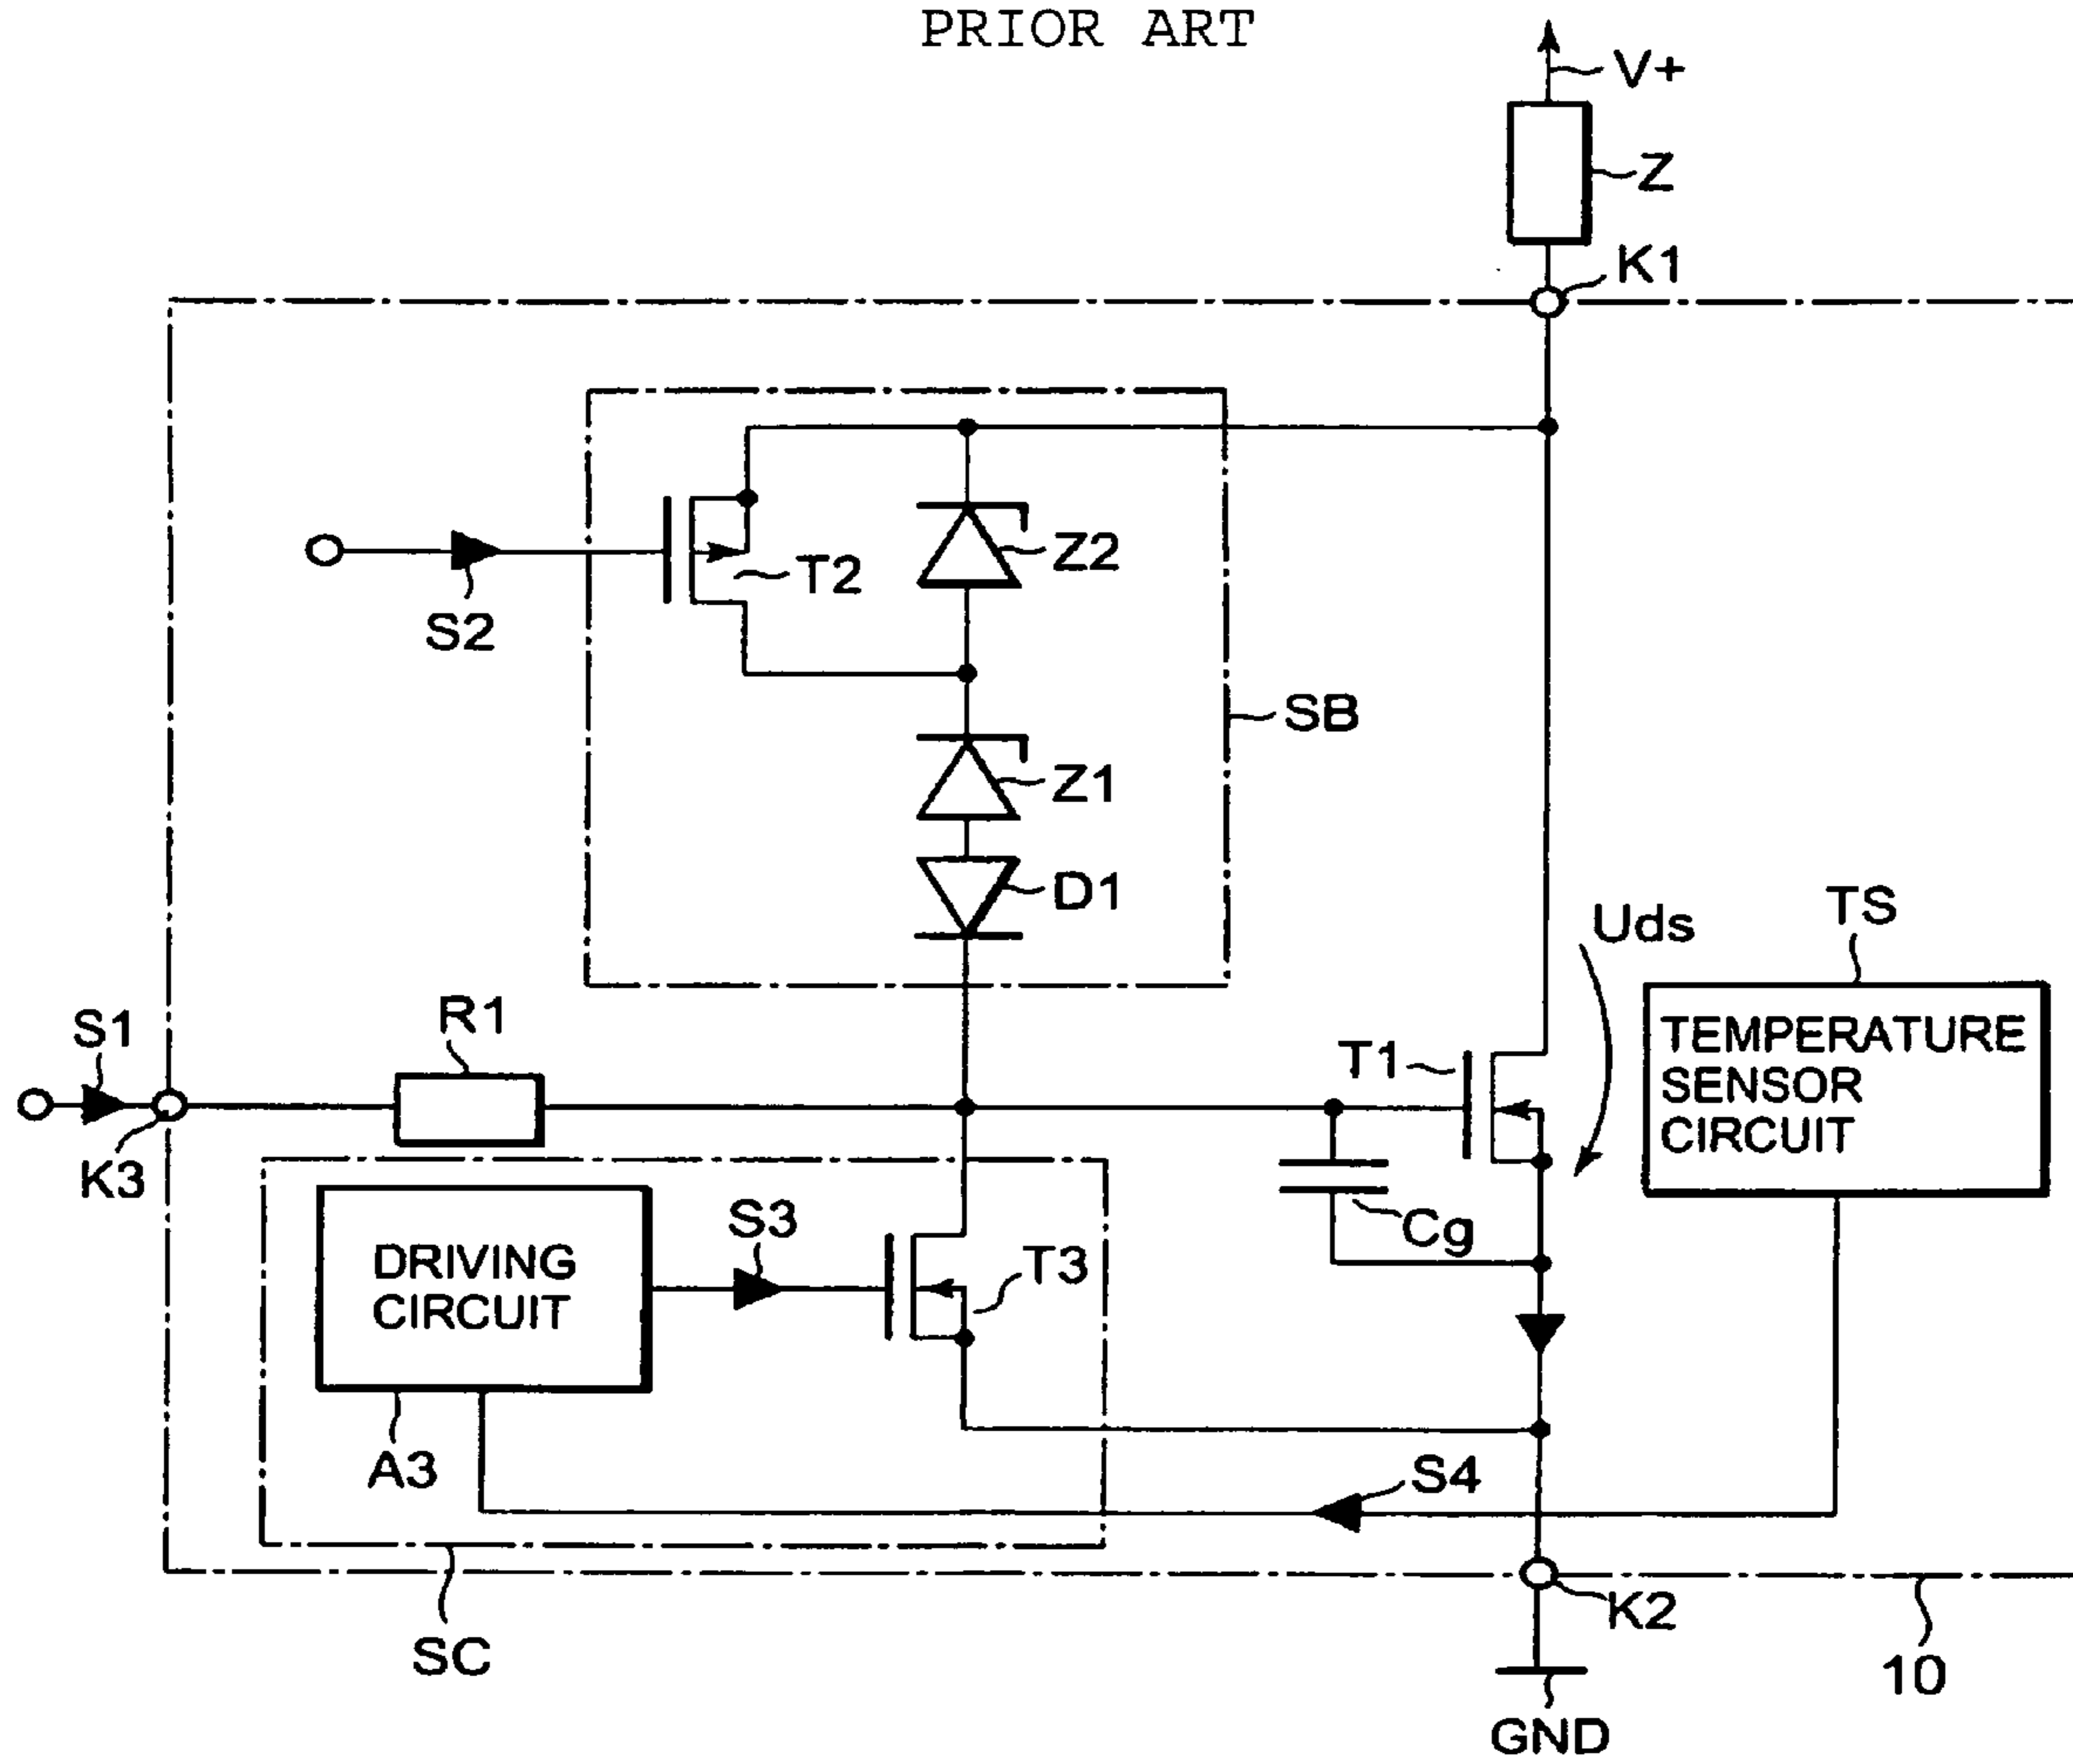 PRIOR ART
V+
Z
K1
T2
Z2
S2
SB
Z1
D1
Uds
TS
S1
R1
T1
TEMPERATURE
SENSOR
CIRCUIT
K3
S3
Cg
DRIVING
CIRCUIT
T3
A3
S4
K2
SC
10
GND